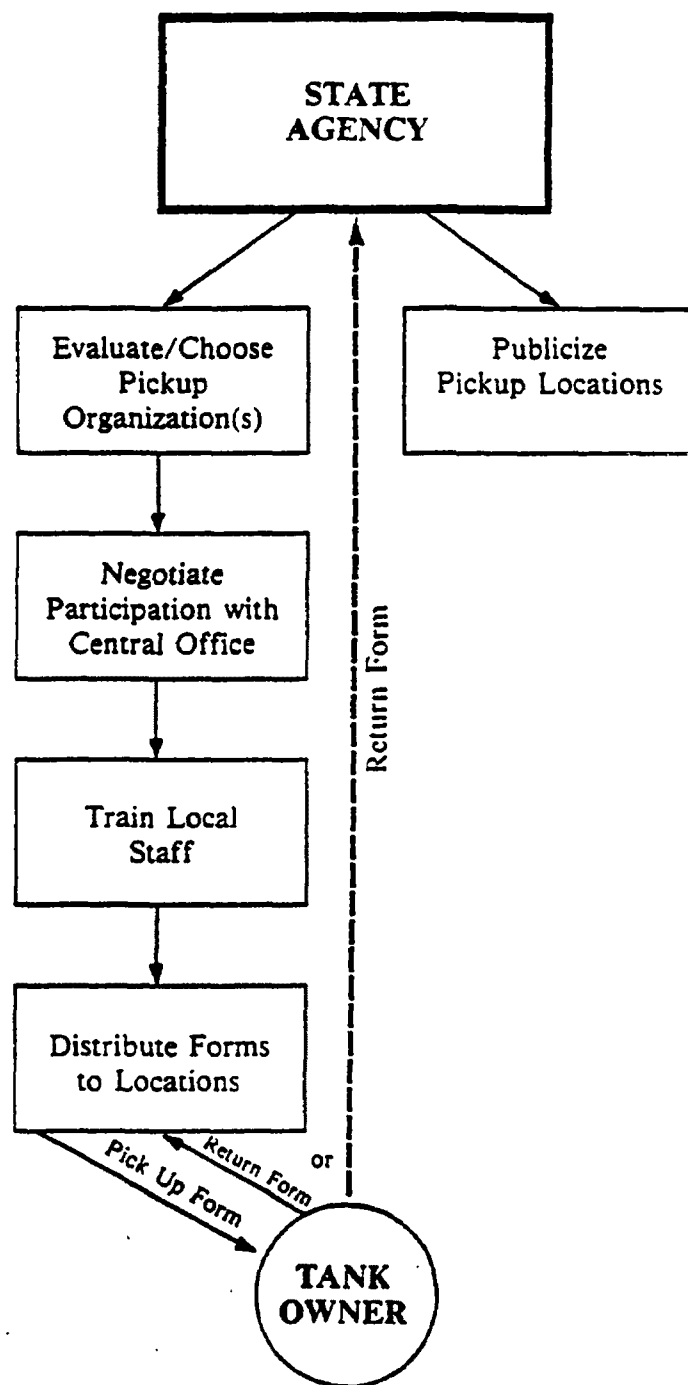 STATE
AGENCY
Evaluate/Choose
Pickup
Organization(s)
Publicize
Pickup Locations
Negotiate
Participation with
Central Office
Return Form
Train Local
Staff
Distribute Forms
to Locations
Pick Up Form
Return Form
or
TANK
OWNER